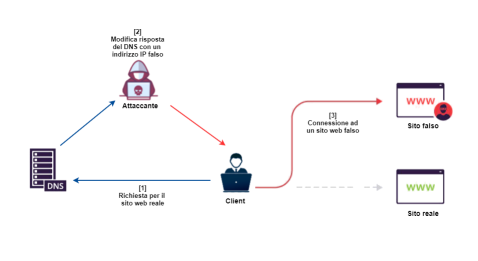 [2]
Modifica risposta
del DNS con un
indirizzo IP falso
Attaccante
[3]
Connessione ad
un sito web falso
www
Sito falso
DNS
[1]
Richiesta per il
sito web reale
Client
www
Sito reale